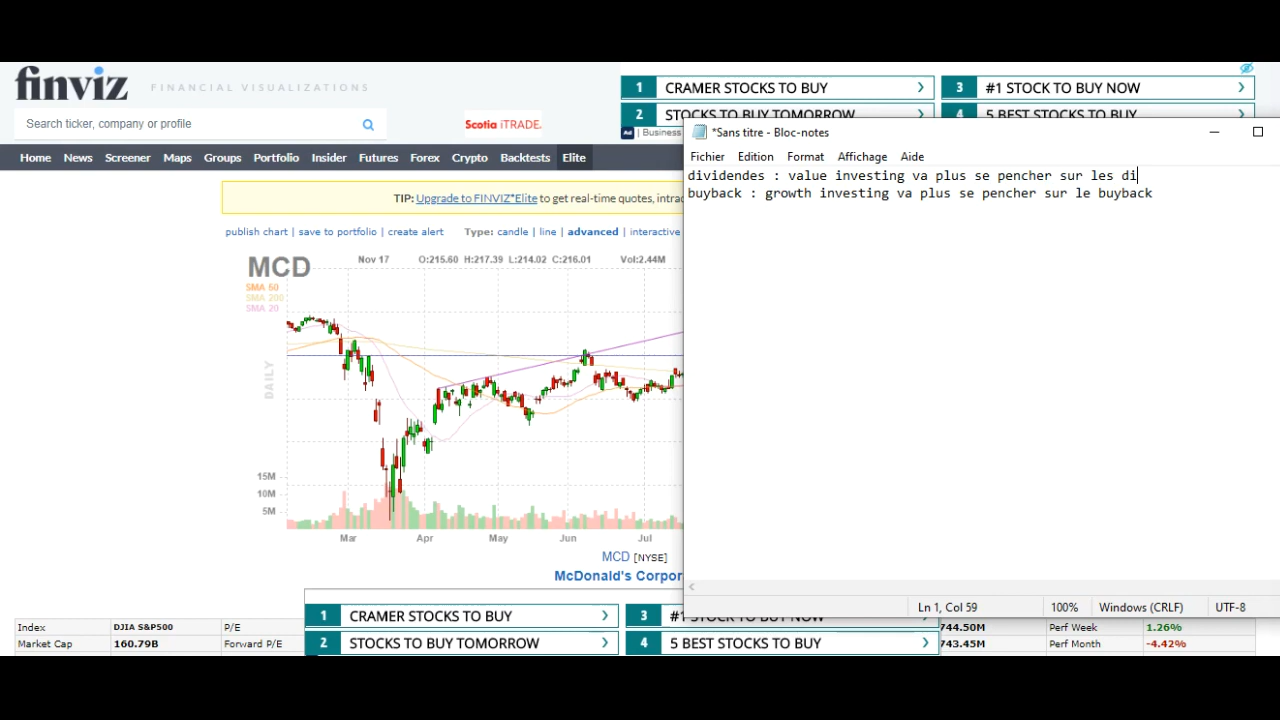 finviz FINANCIAL VISUALIZATIONS
Search ticker, company or profile
Scotia iTRADE.
1 CRAMER STOCKS TO BUY
3 #1 STOCK TO BUY NOW
2 STOCKS TO BUY TOMORROW
4 5 BEST STOCKS TO BUY
Ad Business
Home News Screener Maps Groups Portfolio Insider Futures Forex Crypto Backtests Elite
*Sans titre - Bloc-notes
Fichier Edition Format Affichage Aide
dividendes : value investing va plus se pencher sur les di
buyback : growth investing va plus se pencher sur le buyback
TIP: Upgrade to FINVIZ*Elite to get real-time quotes,
publish chart | save to portfolio | create alert Type: candle | line | advanced | interactive
MCD Nov 17 O:215.60 H:217.39 L:214.02 C:216.01 Vol:2.44M
SMA 50
SMA 200
SMA 20
DAILY
15M
10M
5M
Mar Apr May Jun Jul
MCD [NYSE]
McDonald's
Ln 1, Col 59 100% Windows (CRLF) UTF-8
1 CRAMER STOCKS TO BUY
3 #1 STOCK TO BUY NOW
2 STOCKS TO BUY TOMORROW
4 5 BEST STOCKS TO BUY
Index DJIA S&P500 P/E 744.50M Perf Week 1.26%
Market Cap 160.79B Forward P/E 743.45M Perf Month -4.42%